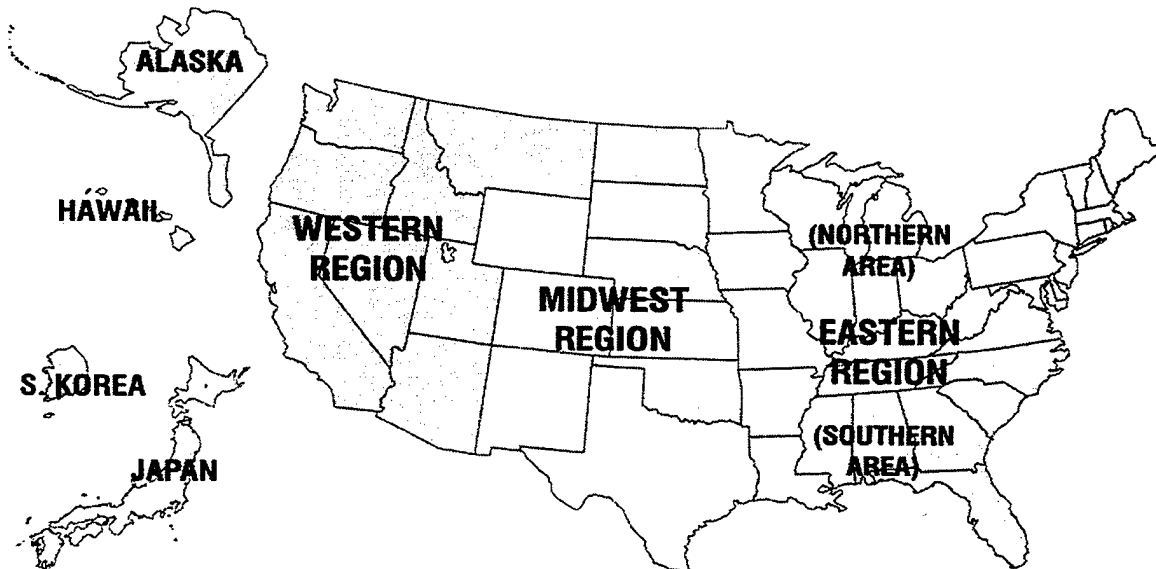 ALASKA
HAWAII
WESTERN
REGION
(NORTHERN
AREA)
MIDWEST
REGION
EASTERN
REGION
S. KOREA
(SOUTHERN
AREA)
JAPAN